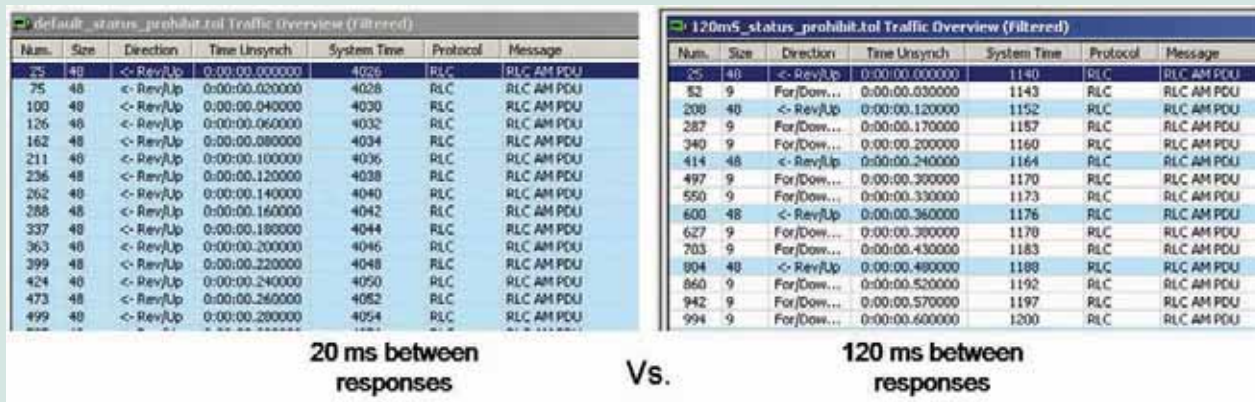 default_status_prohibit.tol Traffic Overview (Filtered)
Num. Size Direction Time Unsynch System Time Protocol Message
25 48 <- Rev/Up 0:00:00.000000 4026 RLC RLC AM PDU
75 48 <- Rev/Up 0:00:00.020000 4028 RLC RLC AM PDU
100 48 <- Rev/Up 0:00:00.040000 4030 RLC RLC AM PDU
126 48 <- Rev/Up 0:00:00.060000 4032 RLC RLC AM PDU
162 48 <- Rev/Up 0:00:00.080000 4034 RLC RLC AM PDU
211 48 <- Rev/Up 0:00:00.100000 4036 RLC RLC AM PDU
236 48 <- Rev/Up 0:00:00.120000 4038 RLC RLC AM PDU
262 48 <- Rev/Up 0:00:00.140000 4040 RLC RLC AM PDU
288 48 <- Rev/Up 0:00:00.160000 4042 RLC RLC AM PDU
337 48 <- Rev/Up 0:00:00.180000 4044 RLC RLC AM PDU
363 48 <- Rev/Up 0:00:00.200000 4046 RLC RLC AM PDU
399 48 <- Rev/Up 0:00:00.220000 4048 RLC RLC AM PDU
424 48 <- Rev/Up 0:00:00.240000 4050 RLC RLC AM PDU
473 48 <- Rev/Up 0:00:00.260000 4052 RLC RLC AM PDU
499 48 <- Rev/Up 0:00:00.280000 4054 RLC RLC AM PDU
20 ms between
responses
Vs.
120mS_status_prohibit.tol Traffic Overview (Filtered)
Num. Size Direction Time Unsynch System Time Protocol Message
25 48 <- Rev/Up 0:00:00.000000 1140 RLC RLC AM PDU
52 9 For/Dow... 0:00:00.030000 1143 RLC RLC AM PDU
208 48 <- Rev/Up 0:00:00.120000 1152 RLC RLC AM PDU
287 9 For/Dow... 0:00:00.170000 1157 RLC RLC AM PDU
340 9 For/Dow... 0:00:00.200000 1160 RLC RLC AM PDU
414 48 <- Rev/Up 0:00:00.240000 1164 RLC RLC AM PDU
497 9 For/Dow... 0:00:00.300000 1170 RLC RLC AM PDU
550 9 For/Dow... 0:00:00.330000 1173 RLC RLC AM PDU
600 48 <- Rev/Up 0:00:00.360000 1176 RLC RLC AM PDU
627 9 For/Dow... 0:00:00.380000 1178 RLC RLC AM PDU
703 9 For/Dow... 0:00:00.430000 1183 RLC RLC AM PDU
804 48 <- Rev/Up 0:00:00.480000 1188 RLC RLC AM PDU
860 9 For/Dow... 0:00:00.520000 1192 RLC RLC AM PDU
942 9 For/Dow... 0:00:00.570000 1197 RLC RLC AM PDU
994 9 For/Dow... 0:00:00.600000 1200 RLC RLC AM PDU
120 ms between
responses